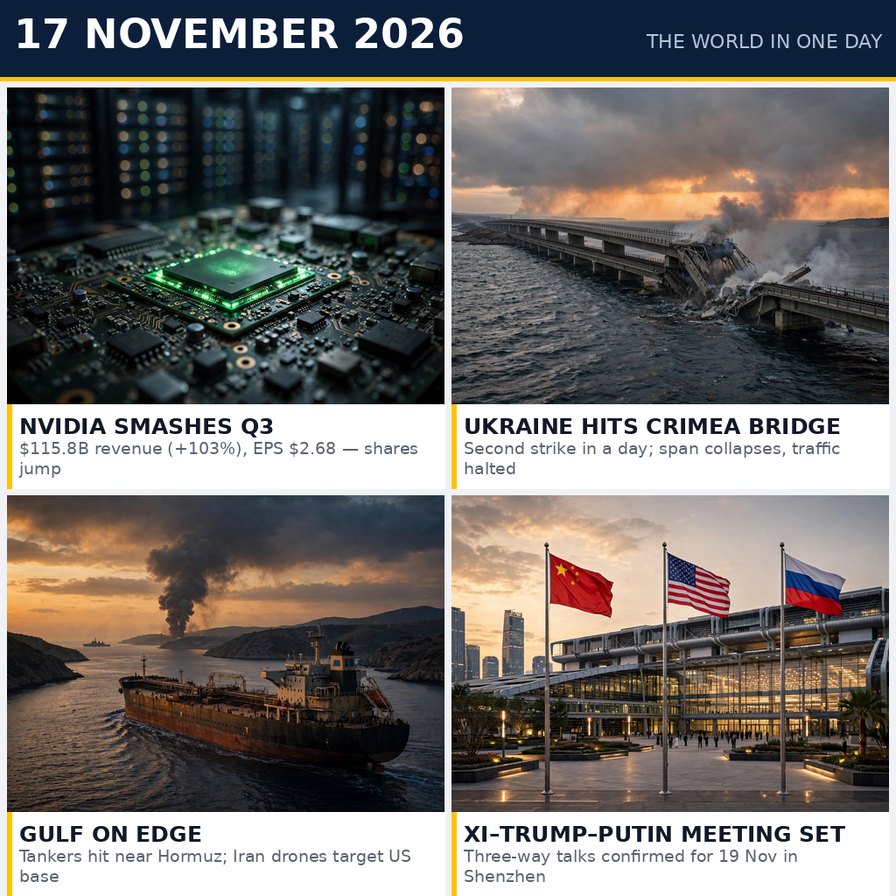 17 NOVEMBER 2026
THE WORLD IN ONE DAY
NVIDIA SMASHES Q3
$115.8B revenue (+103%), EPS $2.68 — shares
jump
UKRAINE HITS CRIMEA BRIDGE
Second strike in a day; span collapses, traffic
halted
GULF ON EDGE
Tankers hit near Hormuz; Iran drones target US
base
XI–TRUMP–PUTIN MEETING SET
Three-way talks confirmed for 19 Nov in
Shenzhen